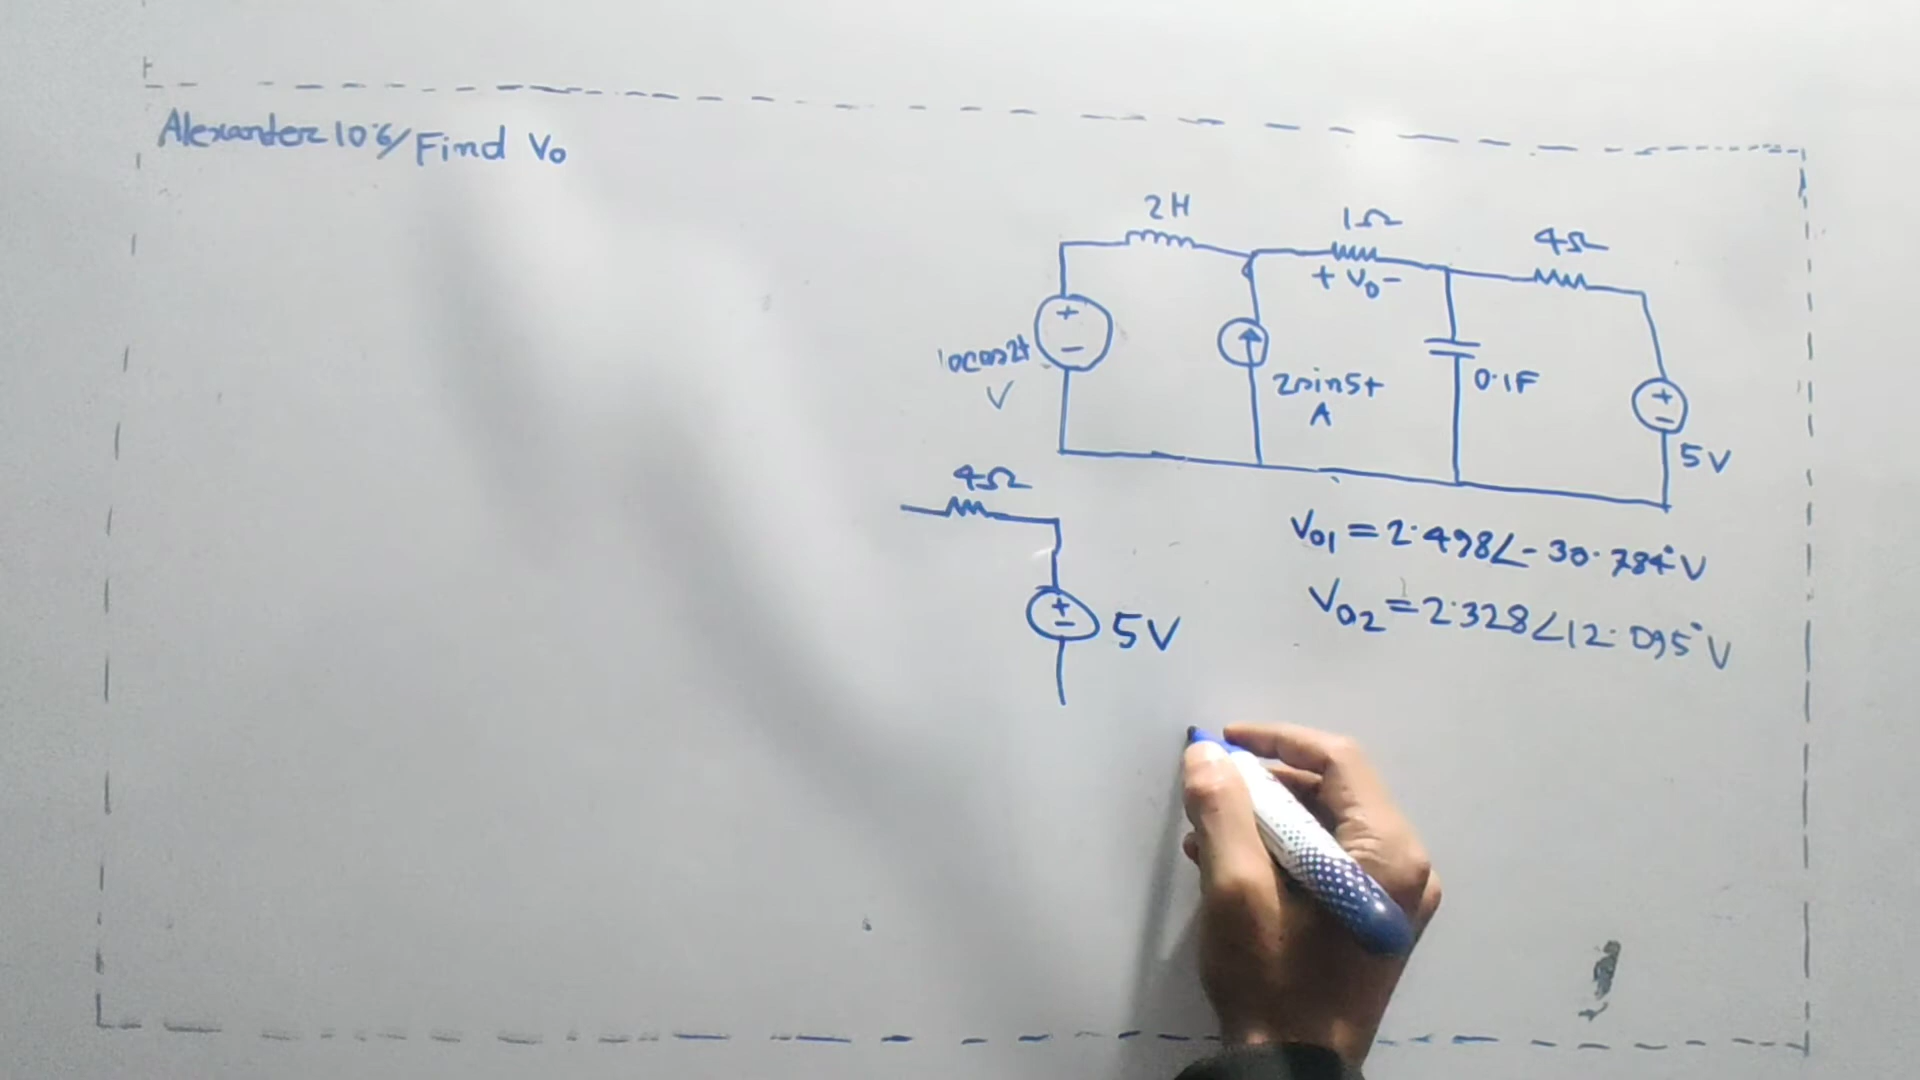 Alexander 10.6/Find Vo
2H
1Ω
4Ω
+ Vo -
+
-
10cos2t
V
2sin5t
A
0.1F
+
-
5V
4Ω
+
-
5V
Vo1 = 2.498∠-30.784° V
Vo2 = 2.328∠12.095° V